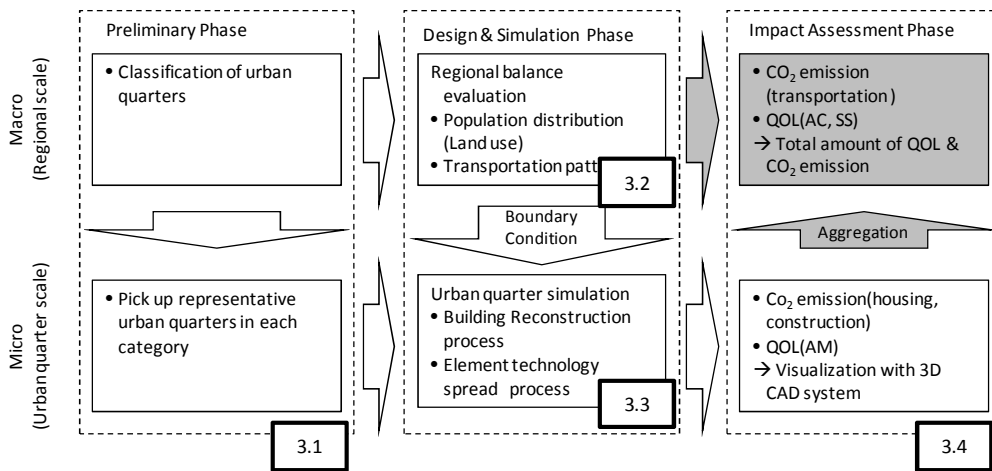 Preliminary Phase
Design & Simulation Phase
Impact Assessment Phase
Macro
(Regional scale)
• Classification of urban
quarters
Regional balance
evaluation
• Population distribution
(Land use)
• Transportation patt
3.2
• CO₂ emission
(transportation)
• QOL(AC, SS)
→ Total amount of QOL &
CO₂ emission
Boundary
Condition
Aggregation
Micro
(Urban quarter scale)
• Pick up representative
urban quarters in each
category
Urban quarter simulation
• Building Reconstruction
process
• Element technology
spread process
3.3
• Co₂ emission(housing,
construction)
• QOL(AM)
→ Visualization with 3D
CAD system
3.1
3.4